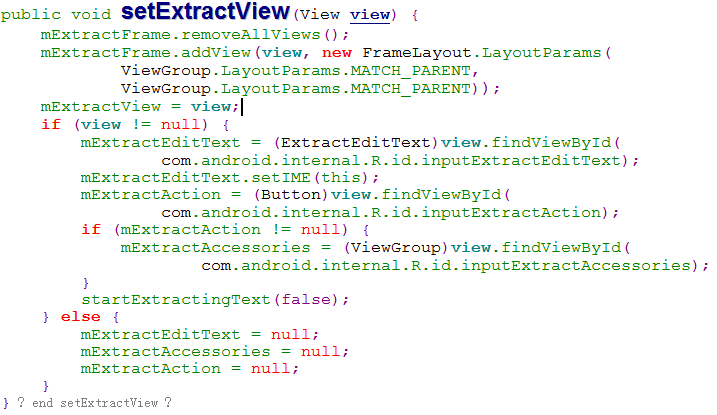 public void setExtractView(View view) {
    mExtractFrame.removeAllViews();
    mExtractFrame.addView(view, new FrameLayout.LayoutParams(
            ViewGroup.LayoutParams.MATCH_PARENT,
            ViewGroup.LayoutParams.MATCH_PARENT));
    mExtractView = view;
    if (view != null) {
        mExtractEditText = (ExtractEditText)view.findViewById(
                com.android.internal.R.id.inputExtractEditText);
        mExtractEditText.setIME(this);
        mExtractAction = (Button)view.findViewById(
                com.android.internal.R.id.inputExtractAction);
        if (mExtractAction != null) {
            mExtractAccessories = (ViewGroup)view.findViewById(
                    com.android.internal.R.id.inputExtractAccessories);
        }
        startExtractingText(false);
    } else {
        mExtractEditText = null;
        mExtractAccessories = null;
        mExtractAction = null;
    }
} ? end setExtractView ?